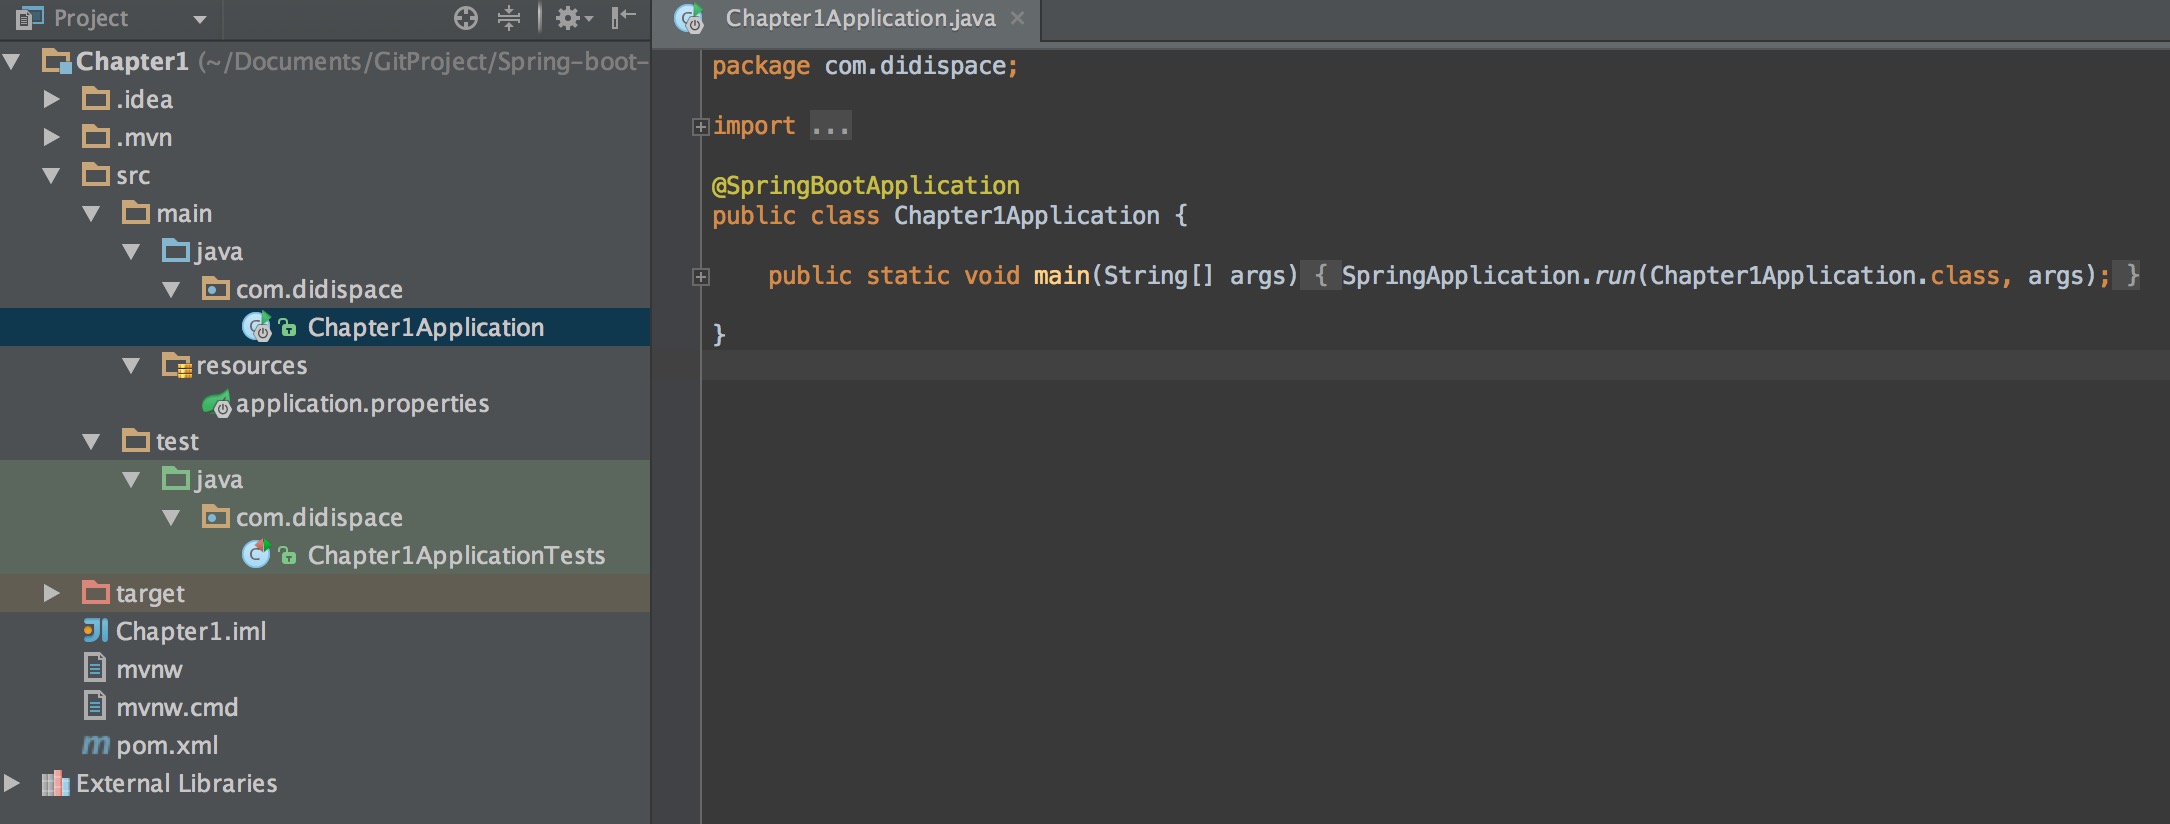 Project
Chapter1 (~/Documents/GitProject/Spring-boot-
.idea
.mvn
src
main
java
com.didispace
Chapter1Application
resources
application.properties
test
java
com.didispace
Chapter1ApplicationTests
target
Chapter1.iml
mvnw
mvnw.cmd
pom.xml
External Libraries
Chapter1Application.java
package com.didispace;
import ...
@SpringBootApplication
public class Chapter1Application {
public static void main(String[] args) { SpringApplication.run(Chapter1Application.class, args); }
}